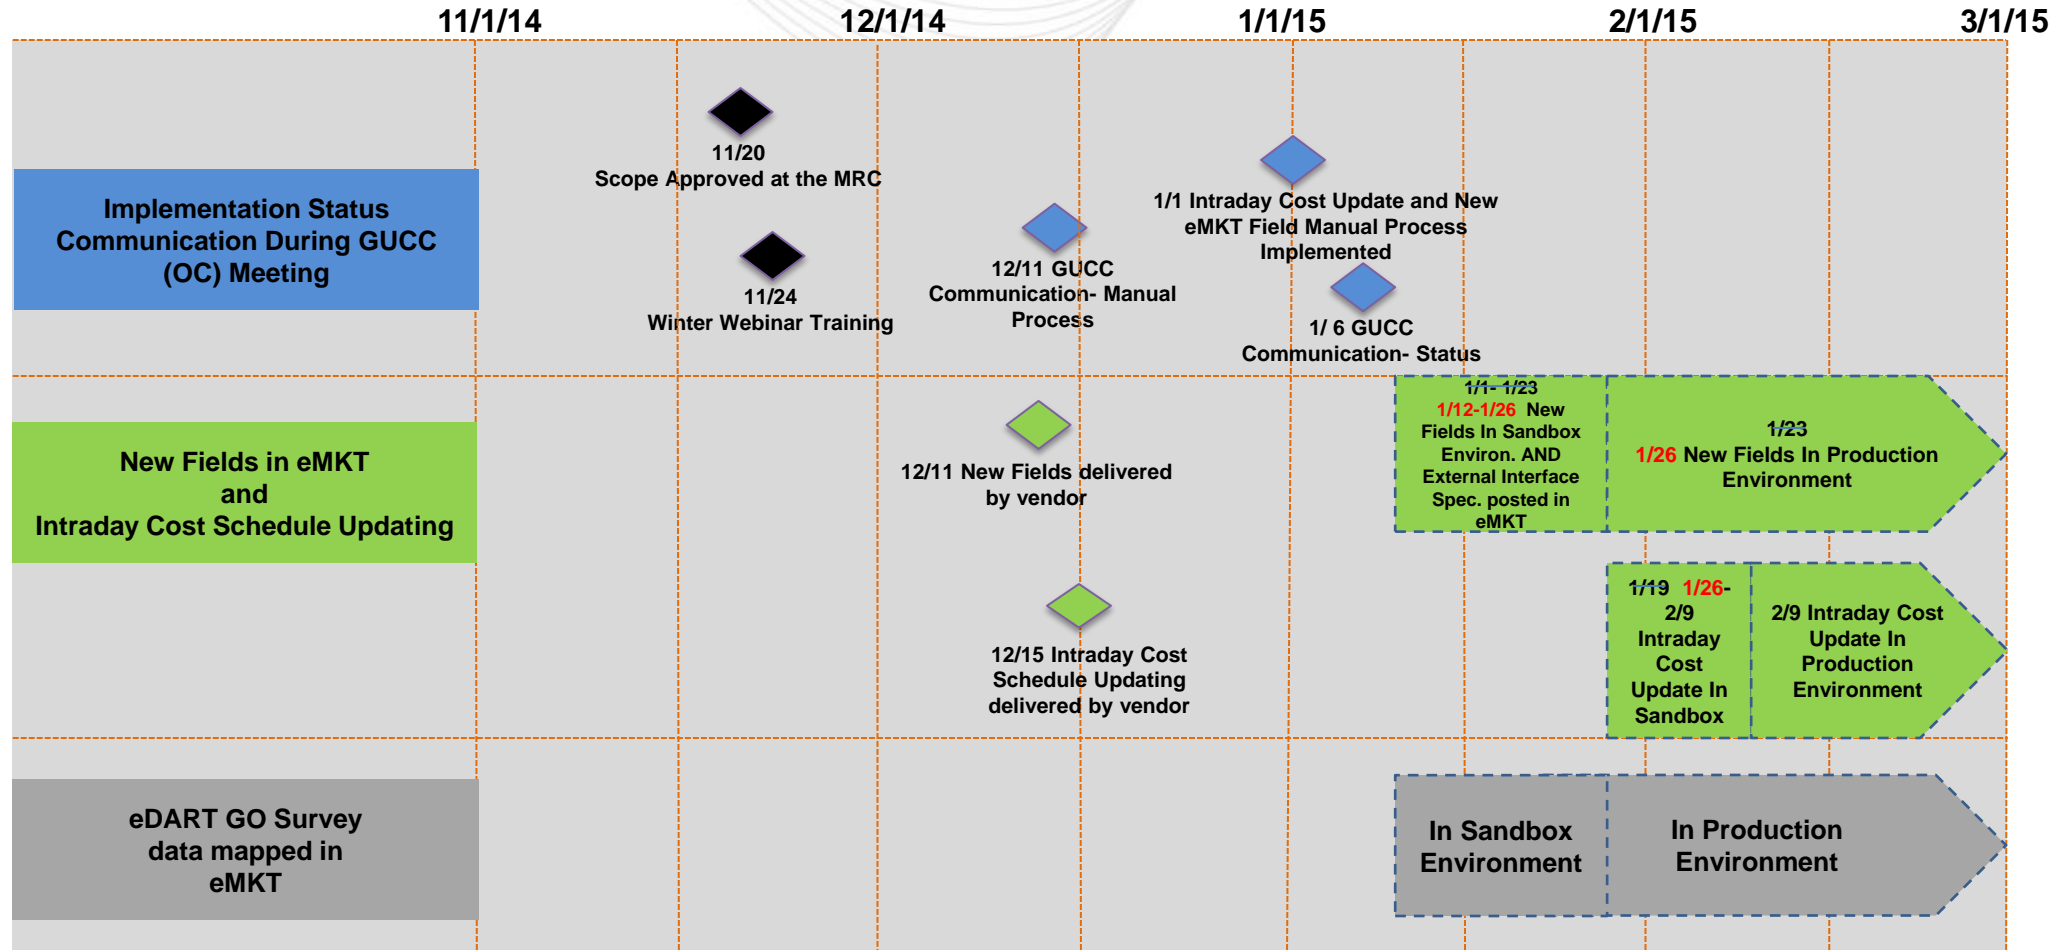 11/1/14
12/1/14
1/1/15
2/1/15
3/1/15
Implementation Status
Communication During GUCC
(OC) Meeting
11/20
Scope Approved at the MRC
11/24
Winter Webinar Training
12/11 GUCC
Communication- Manual
Process
1/1 Intraday Cost Update and New
eMKT Field Manual Process
Implemented
1/ 6 GUCC
Communication- Status
New Fields in eMKT
and
Intraday Cost Schedule Updating
12/11 New Fields delivered
by vendor
1/1- 1/23
1/12-1/26 New
Fields In Sandbox
Environ. AND
External Interface
Spec. posted in
eMKT
1/23
1/26 New Fields In Production
Environment
12/15 Intraday Cost
Schedule Updating
delivered by vendor
1/19 1/26-
2/9
Intraday
Cost
Update In
Sandbox
2/9 Intraday Cost
Update In
Production
Environment
eDART GO Survey
data mapped in
eMKT
In Sandbox
Environment
In Production
Environment